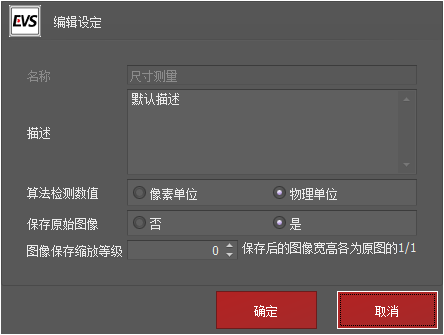 EVS 编辑设定
名称 尺寸测量
默认描述
描述
算法检测数值 像素单位 物理单位
保存原始图像 否 是
图像保存缩放等级 0 保存后的图像宽高各为原图的1/1
确定 取消